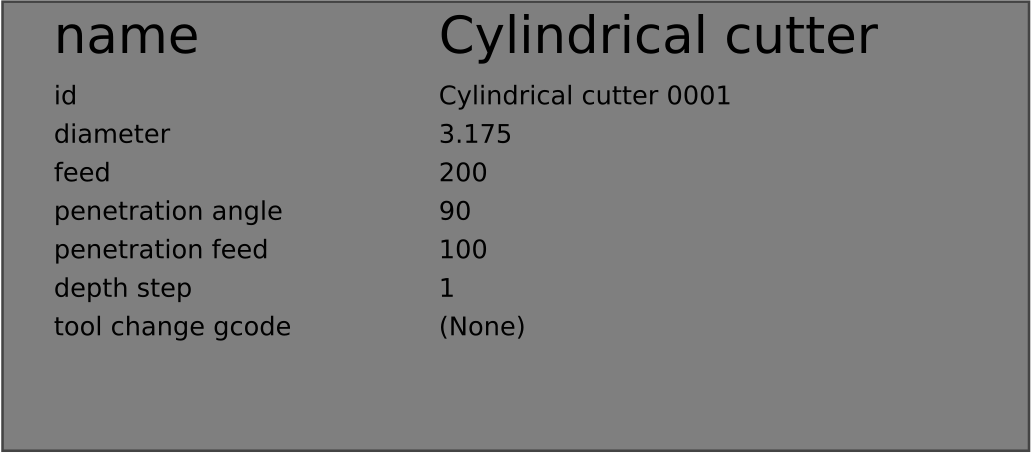 name Cylindrical cutter
id Cylindrical cutter 0001
diameter 3.175
feed 200
penetration angle 90
penetration feed 100
depth step 1
tool change gcode (None)